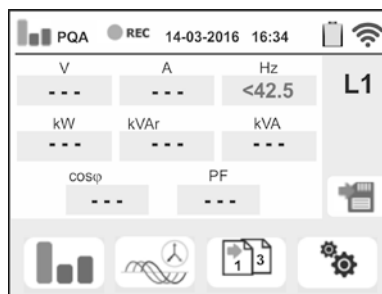 PQA REC 14-03-2016 16:34
V A Hz L1
--- --- <42.5
kW kVAr kVA
--- --- ---
cosφ PF
--- ---
1 3